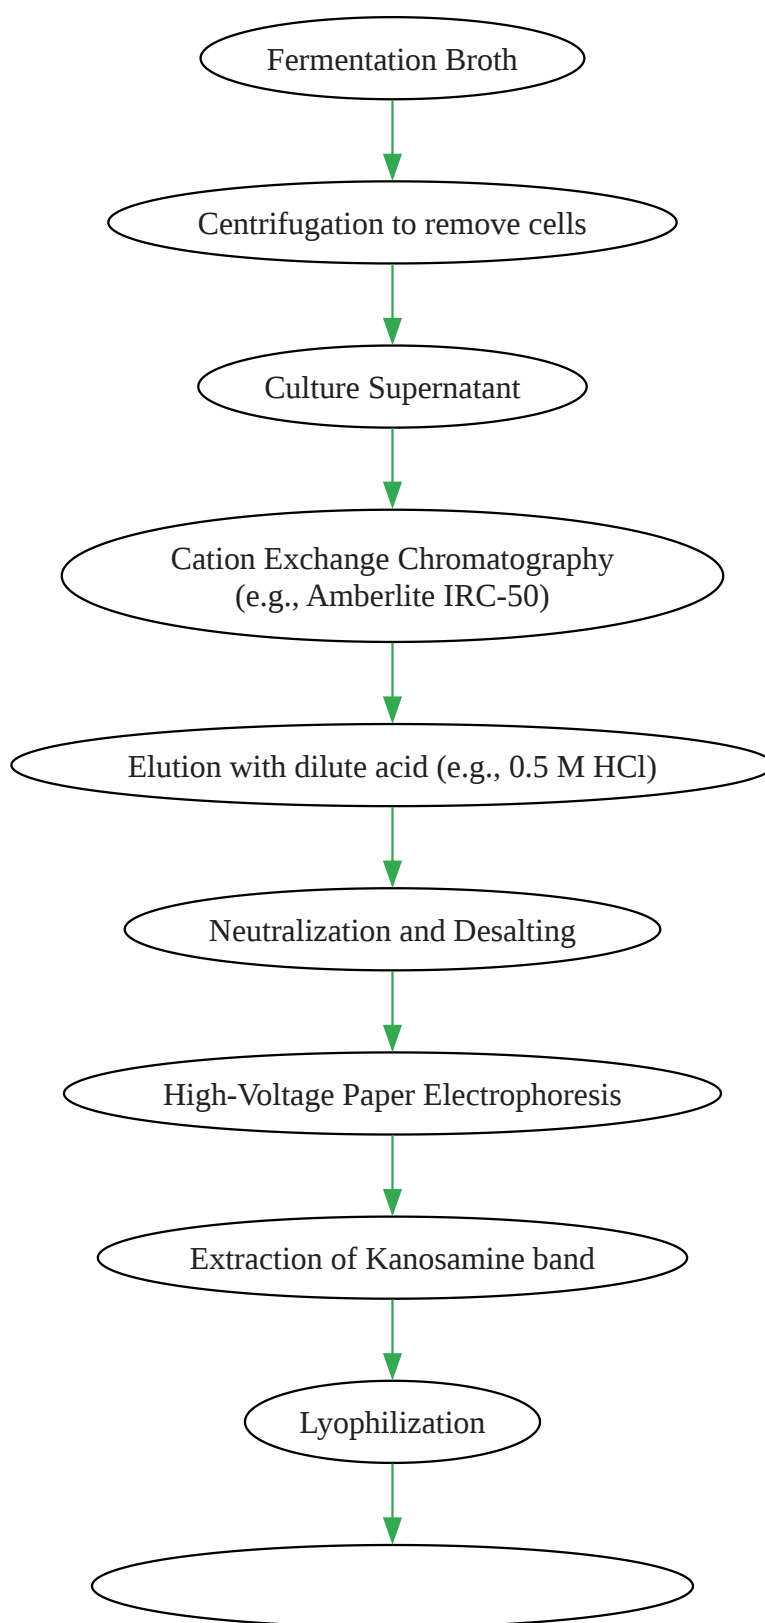 Fermentation Broth
Centrifugation to remove cells
Culture Supernatant
Cation Exchange Chromatography
(e.g., Amberlite IRC-50)
Elution with dilute acid (e.g., 0.5 M HCl)
Neutralization and Desalting
High-Voltage Paper Electrophoresis
Extraction of Kanosamine band
Lyophilization